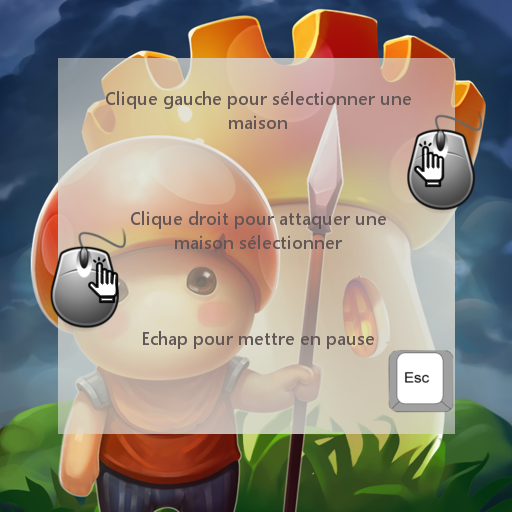 Clique gauche pour sélectionner une
maison
Clique droit pour attaquer une
maison sélectionner
Echap pour mettre en pause
Esc